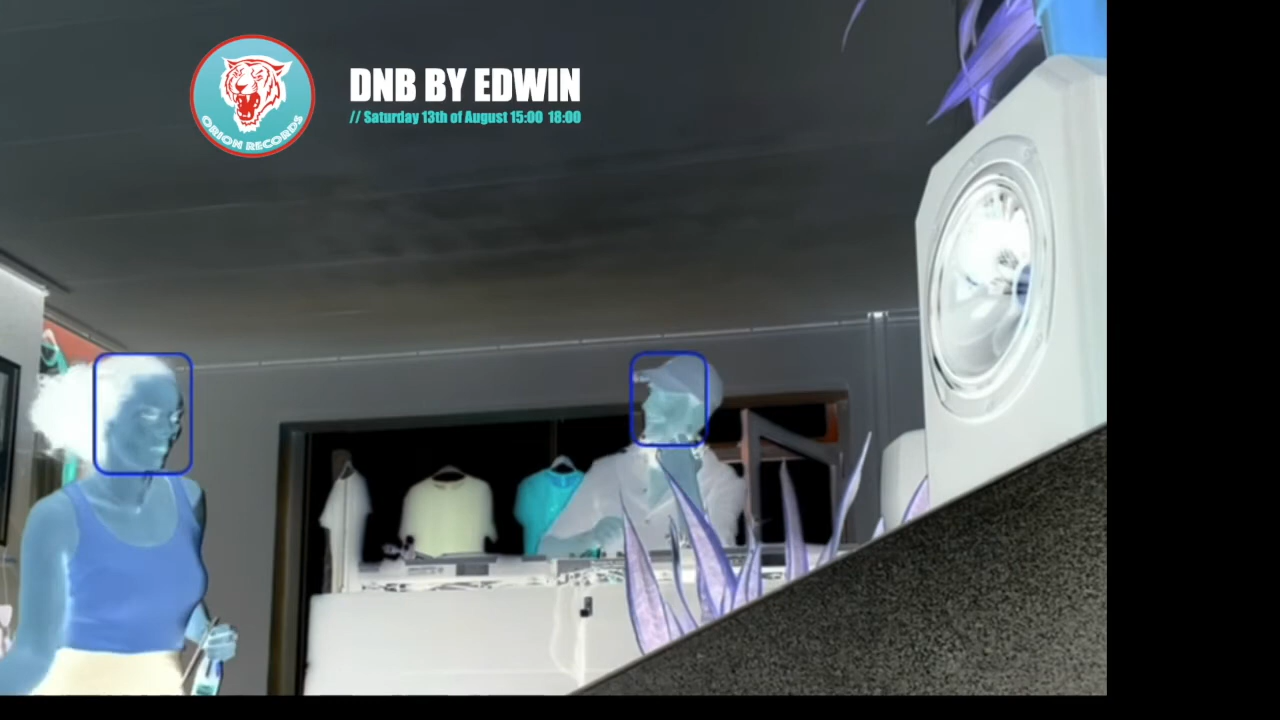 DNB BY EDWIN
// Saturday 13th of August 15:00 18:00
ORION RECORDS